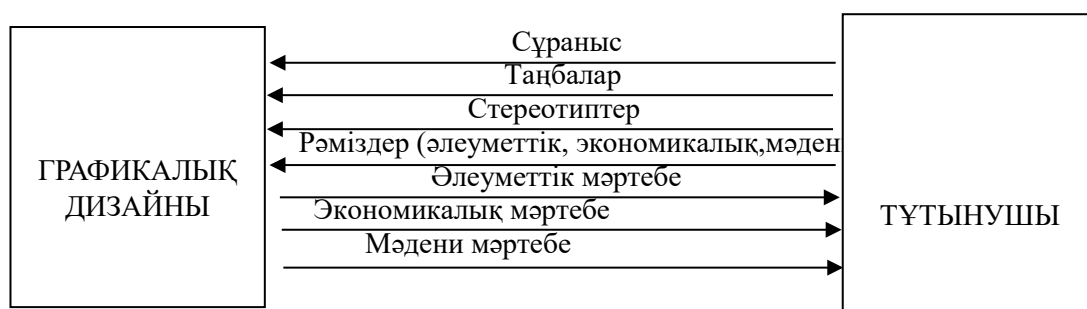 Сұраныс
Таңбалар
Стереотиптер
Рәміздер (әлеуметтік, экономикалық,мәден
Әлеуметтік мәртебе
Экономикалық мәртебе
Мәдени мәртебе
ГРАФИКАЛЫҚ
ДИЗАЙНЫ
ТҰТЫНУШЫ